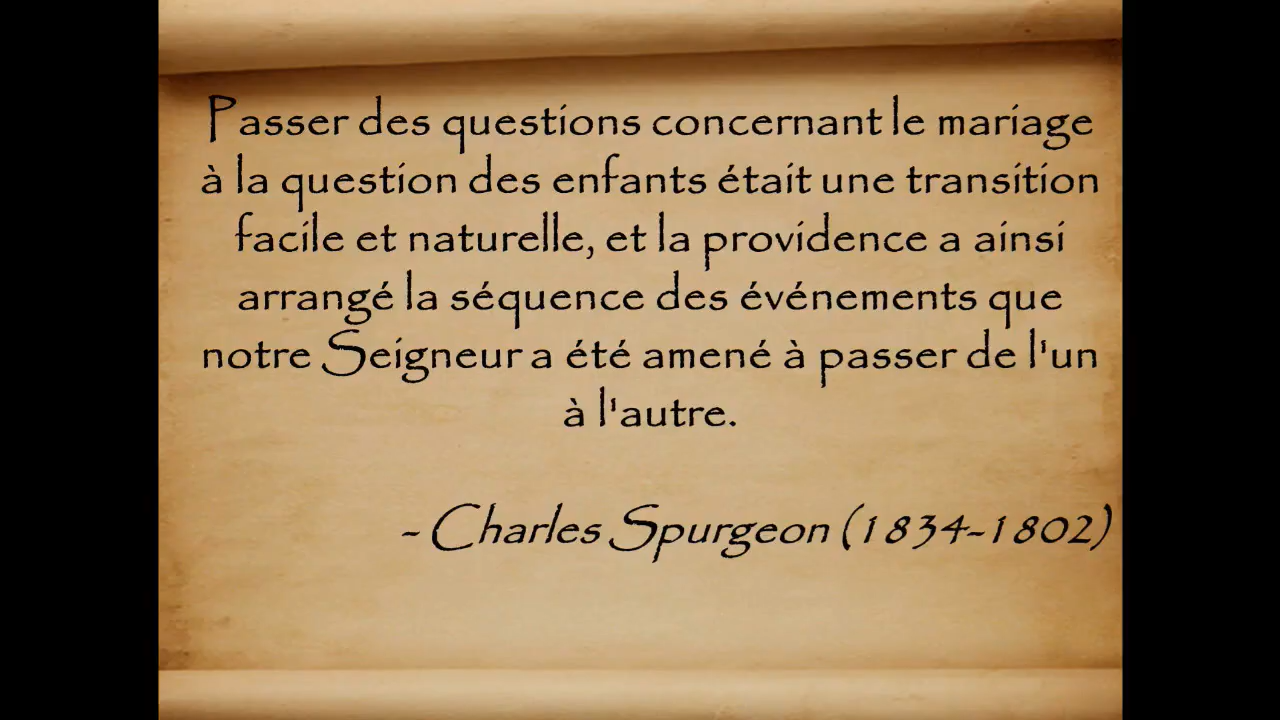 Passer des questions concernant le mariage
à la question des enfants était une transition
facile et naturelle, et la providence a ainsi
arrangé la séquence des événements que
notre Seigneur a été amené à passer de l'un
à l'autre.
- Charles Spurgeon (1834-1802)